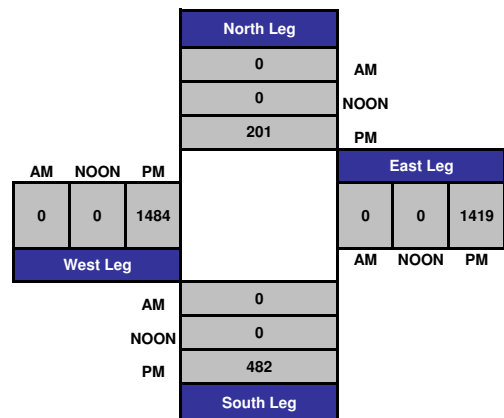 North Leg
0 AM
0 NOON
201 PM
AM NOON PM
East Leg
0 0 1484
0 0 1419
West Leg
AM NOON PM
AM 0
NOON 0
PM 482
South Leg